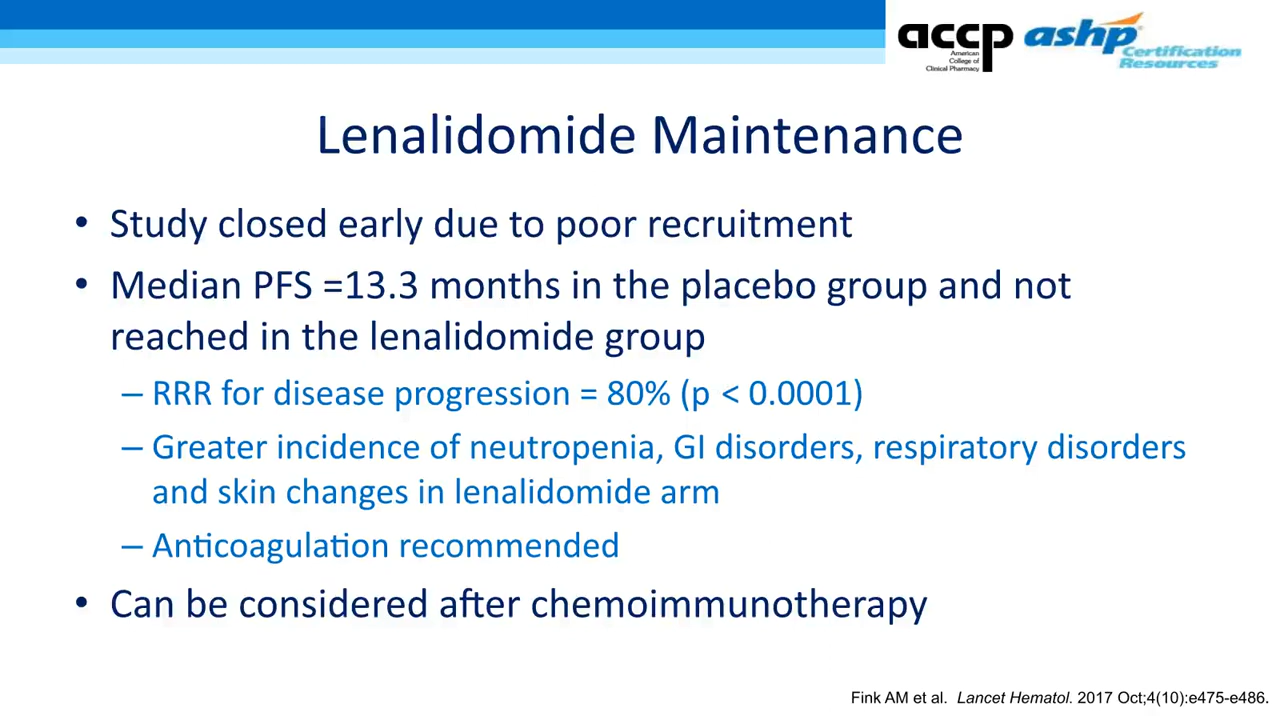 accp
American
College of
Clinical Pharmacy
ashp
Certification
Resources
Lenalidomide Maintenance
• Study closed early due to poor recruitment
• Median PFS =13.3 months in the placebo group and not
reached in the lenalidomide group
– RRR for disease progression = 80% (p < 0.0001)
– Greater incidence of neutropenia, GI disorders, respiratory disorders
and skin changes in lenalidomide arm
– Anticoagulation recommended
• Can be considered after chemoimmunotherapy
Fink AM et al. Lancet Hematol. 2017 Oct;4(10):e475-e486.